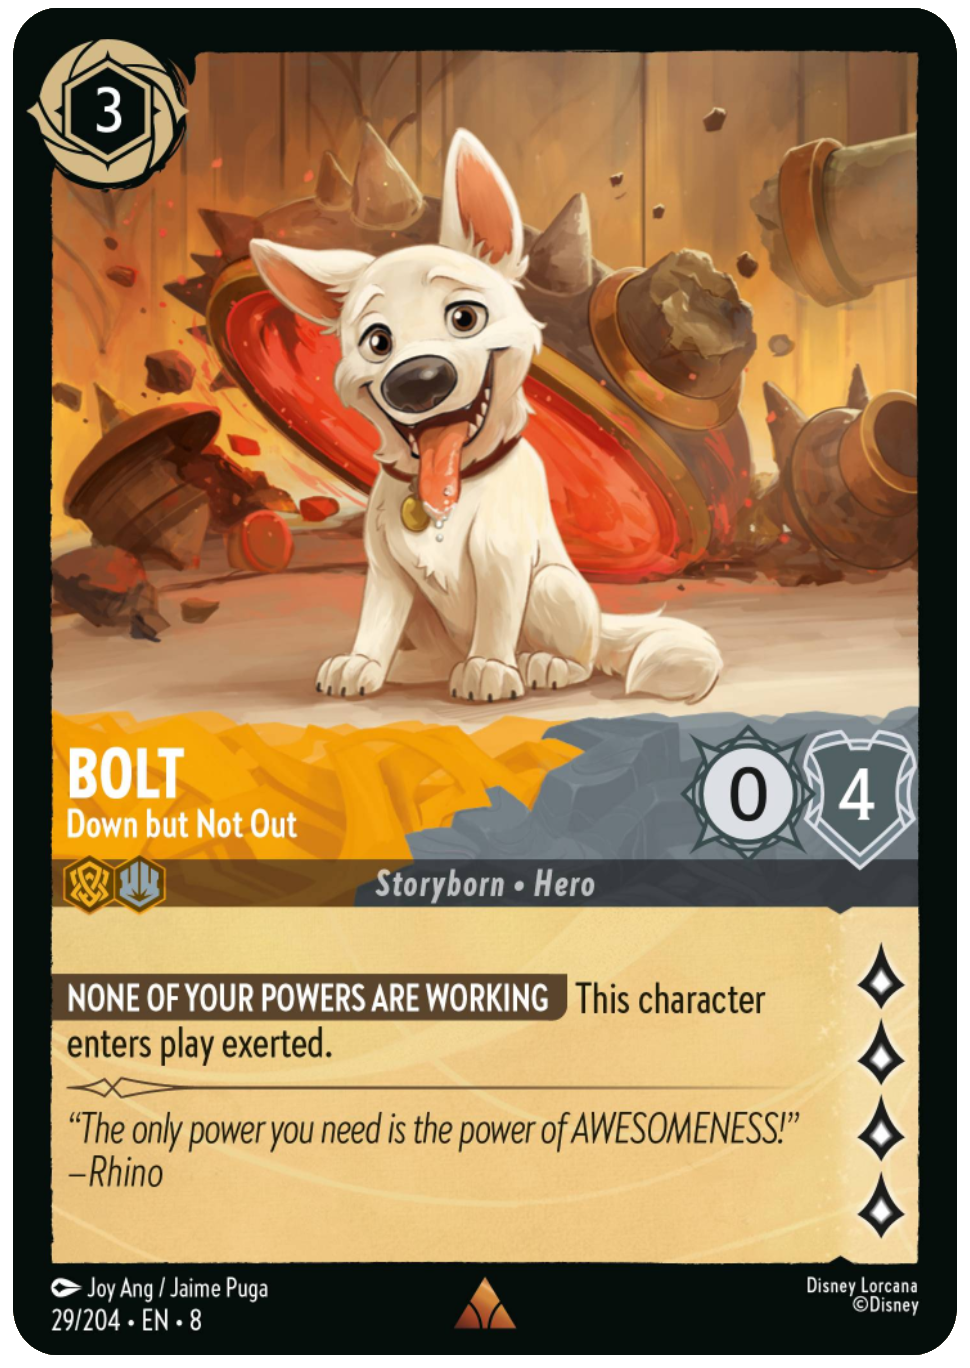 3
BOLT
Down but Not Out
0
4
Storyborn • Hero
NONE OF YOUR POWERS ARE WORKING This character
enters play exerted.
“The only power you need is the power of AWESOMENESS!”
–Rhino
Joy Ang / Jaime Puga
29/204 • EN • 8
Disney Lorcana
©Disney